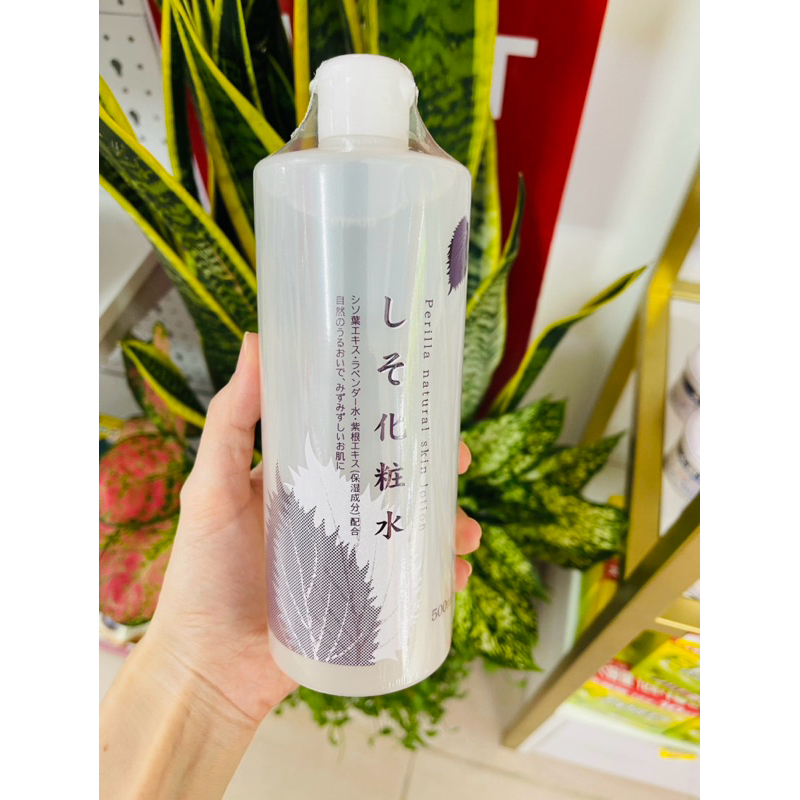 Perilla natural skin lotion
しそ化粧水
シソ葉エキス・ラベンダー水・紫根エキス(保湿成分)配合。
自然のうるおいで、みずみずしいお肌に
500
T